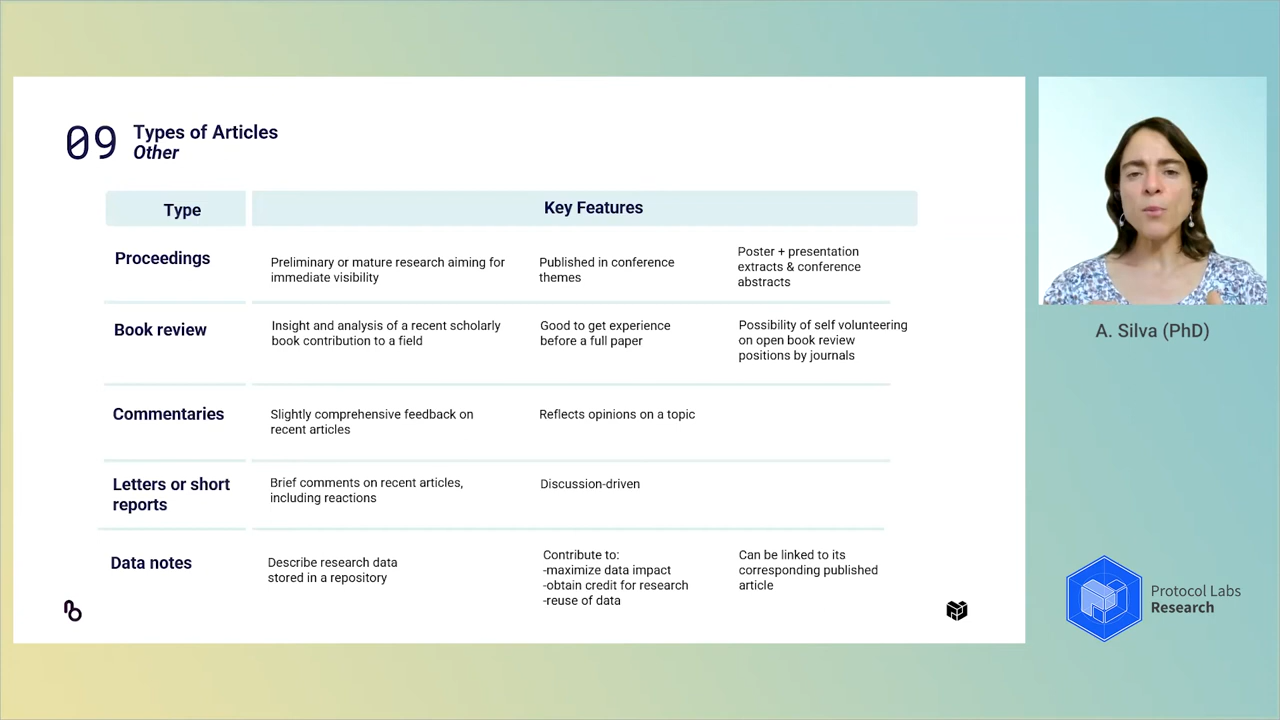 09
Types of Articles
Other
Type
Key Features
Proceedings
Preliminary or mature research aiming for
immediate visibility
Published in conference
themes
Poster + presentation
extracts & conference
abstracts
Book review
Insight and analysis of a recent scholarly
book contribution to a field
Good to get experience
before a full paper
Possibility of self volunteering
on open book review
positions by journals
Commentaries
Slightly comprehensive feedback on
recent articles
Reflects opinions on a topic
Letters or short
reports
Brief comments on recent articles,
including reactions
Discussion-driven
Data notes
Describe research data
stored in a repository
Contribute to:
-maximize data impact
-obtain credit for research
-reuse of data
Can be linked to its
corresponding published
article
A. Silva (PhD)
Protocol Labs
Research